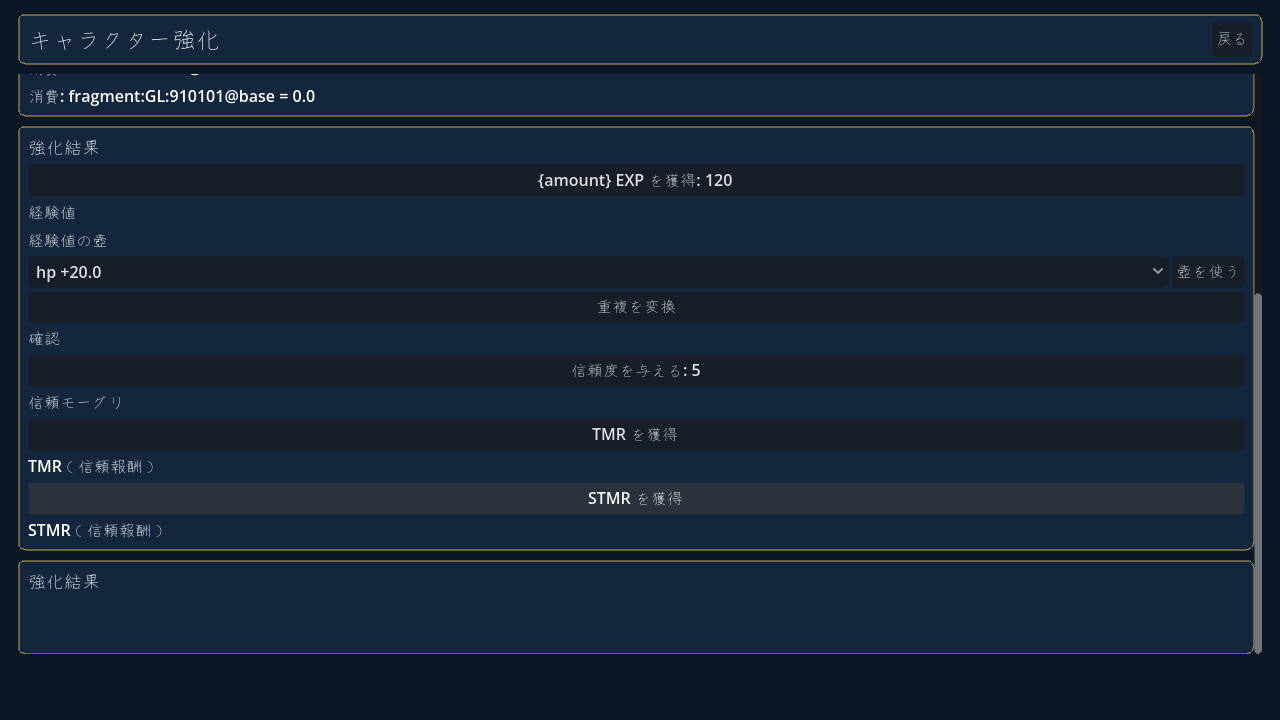 キャラクター強化
戻る
消費: fragment:GL:910101@base = 0.0
強化結果
{amount} EXP を獲得: 120
経験値
経験値の壺
hp +20.0
壺を使う
重複を変換
確認
信頼度を与える: 5
信頼モーグリ
TMR を獲得
TMR（信頼報酬）
STMR を獲得
STMR（信頼報酬）
強化結果